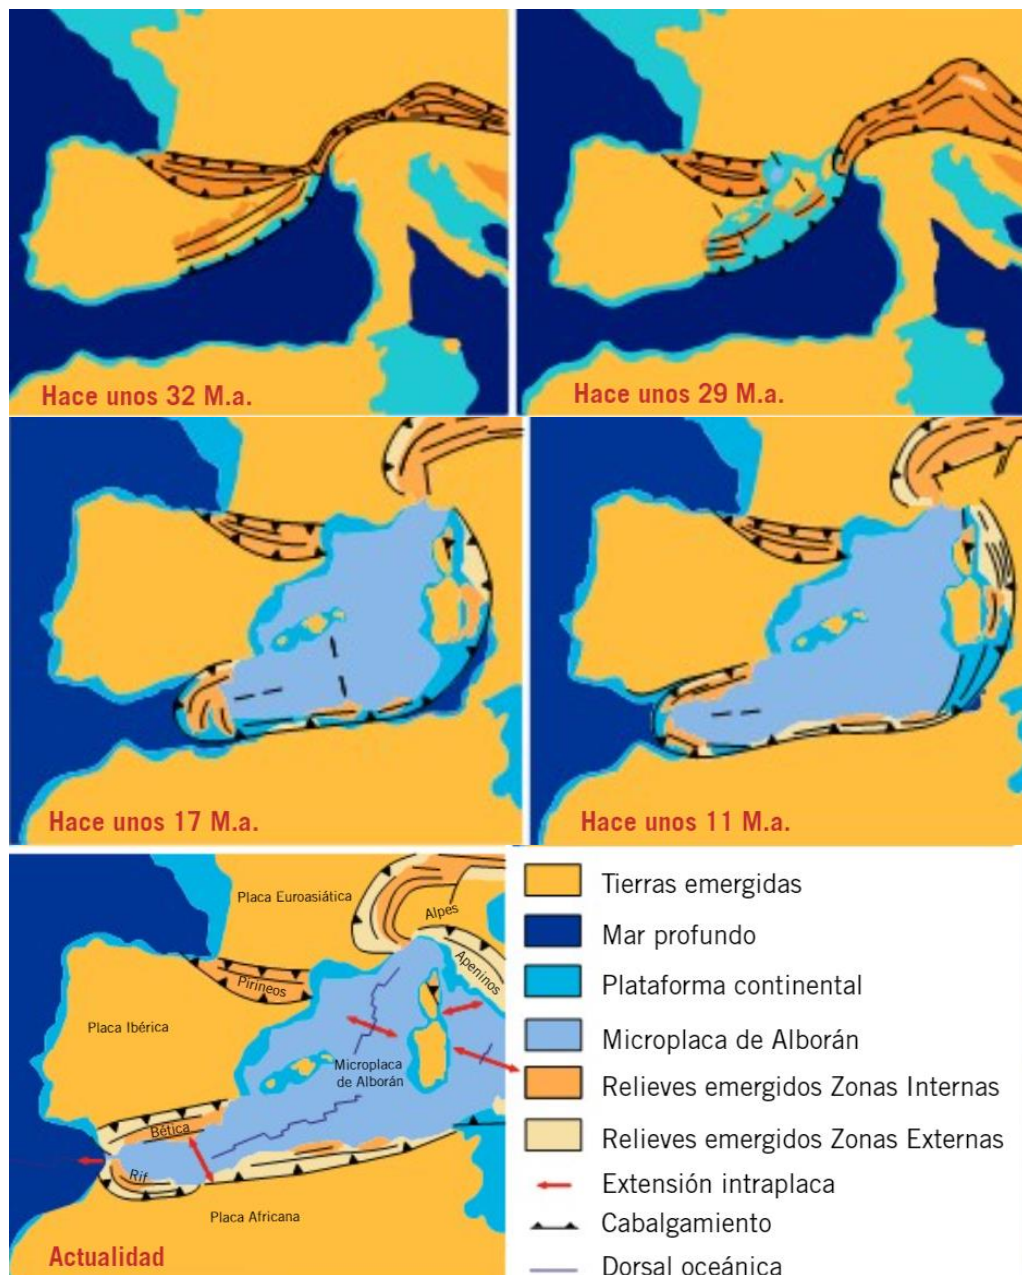 Hace unos 32 M.a.
Hace unos 29 M.a.
Hace unos 17 M.a.
Hace unos 11 M.a.
Placa Euroasiática
Alpes
Apeninos
Pirineos
Placa Ibérica
Microplaca
de Alborán
Bética
Rif
Placa Africana
Actualidad
Tierras emergidas
Mar profundo
Plataforma continental
Microplaca de Alborán
Relieves emergidos Zonas Internas
Relieves emergidos Zonas Externas
Extensión intraplaca
Cabalgamiento
Dorsal oceánica